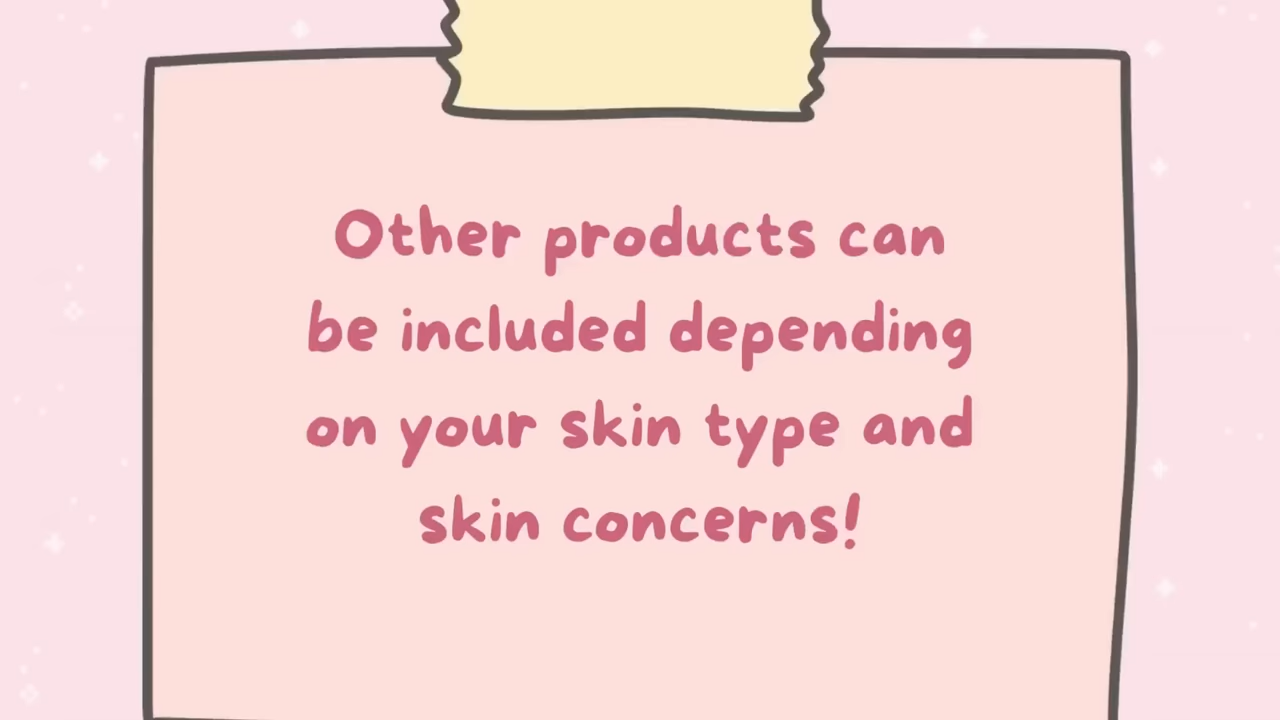 Other products can
be included depending
on your skin type and
skin concerns!